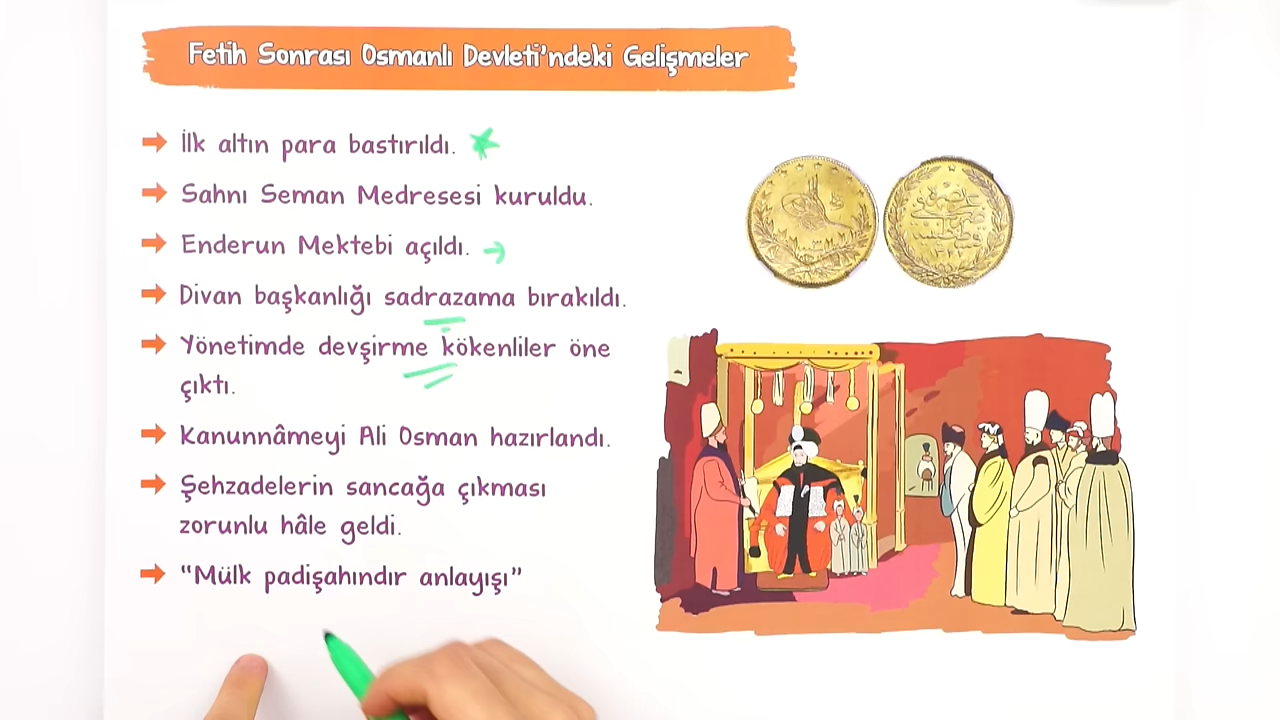 Fetih Sonrası Osmanlı Devleti'ndeki Gelişmeler
İlk altın para bastırıldı.
Sahnı Seman Medresesi kuruldu.
Enderun Mektebi açıldı.
Divan başkanlığı sadrazama bırakıldı.
Yönetimde devşirme kökenliler öne
çıktı.
Kanunnâmeyi Ali Osman hazırlandı.
Şehzadelerin sancağa çıkması
zorunlu hâle geldi.
"Mülk padişahındır anlayışı"